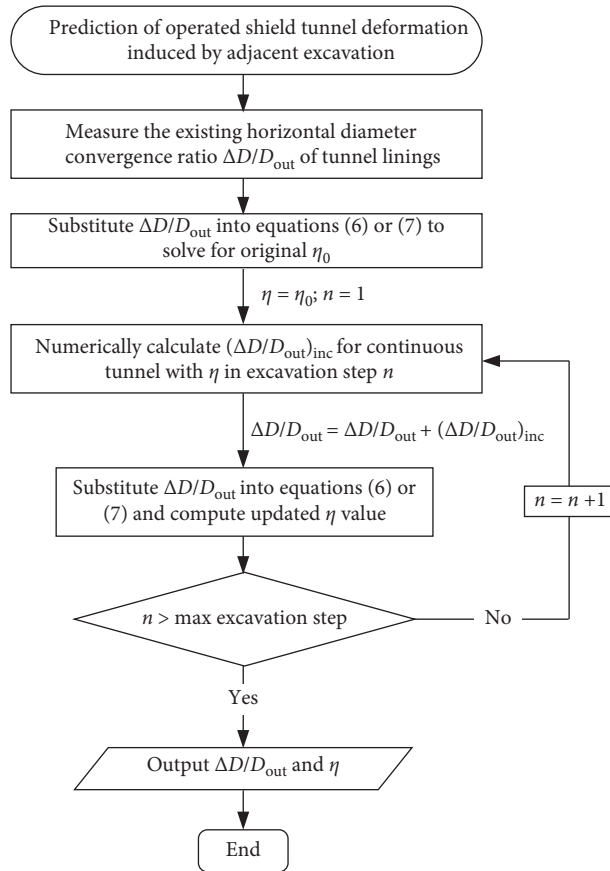 Prediction of operated shield tunnel deformation
induced by adjacent excavation
Measure the existing horizontal diameter
convergence ratio ΔD/D_out of tunnel linings
Substitute ΔD/D_out into equations (6) or (7) to
solve for original η_0
η = η_0; n = 1
Numerically calculate (ΔD/D_out)_inc for continuous
tunnel with η in excavation step n
ΔD/D_out = ΔD/D_out + (ΔD/D_out)_inc
Substitute ΔD/D_out into equations (6) or
(7) and compute updated η value
n = n +1
n > max excavation step
No
Yes
Output ΔD/D_out and η
End